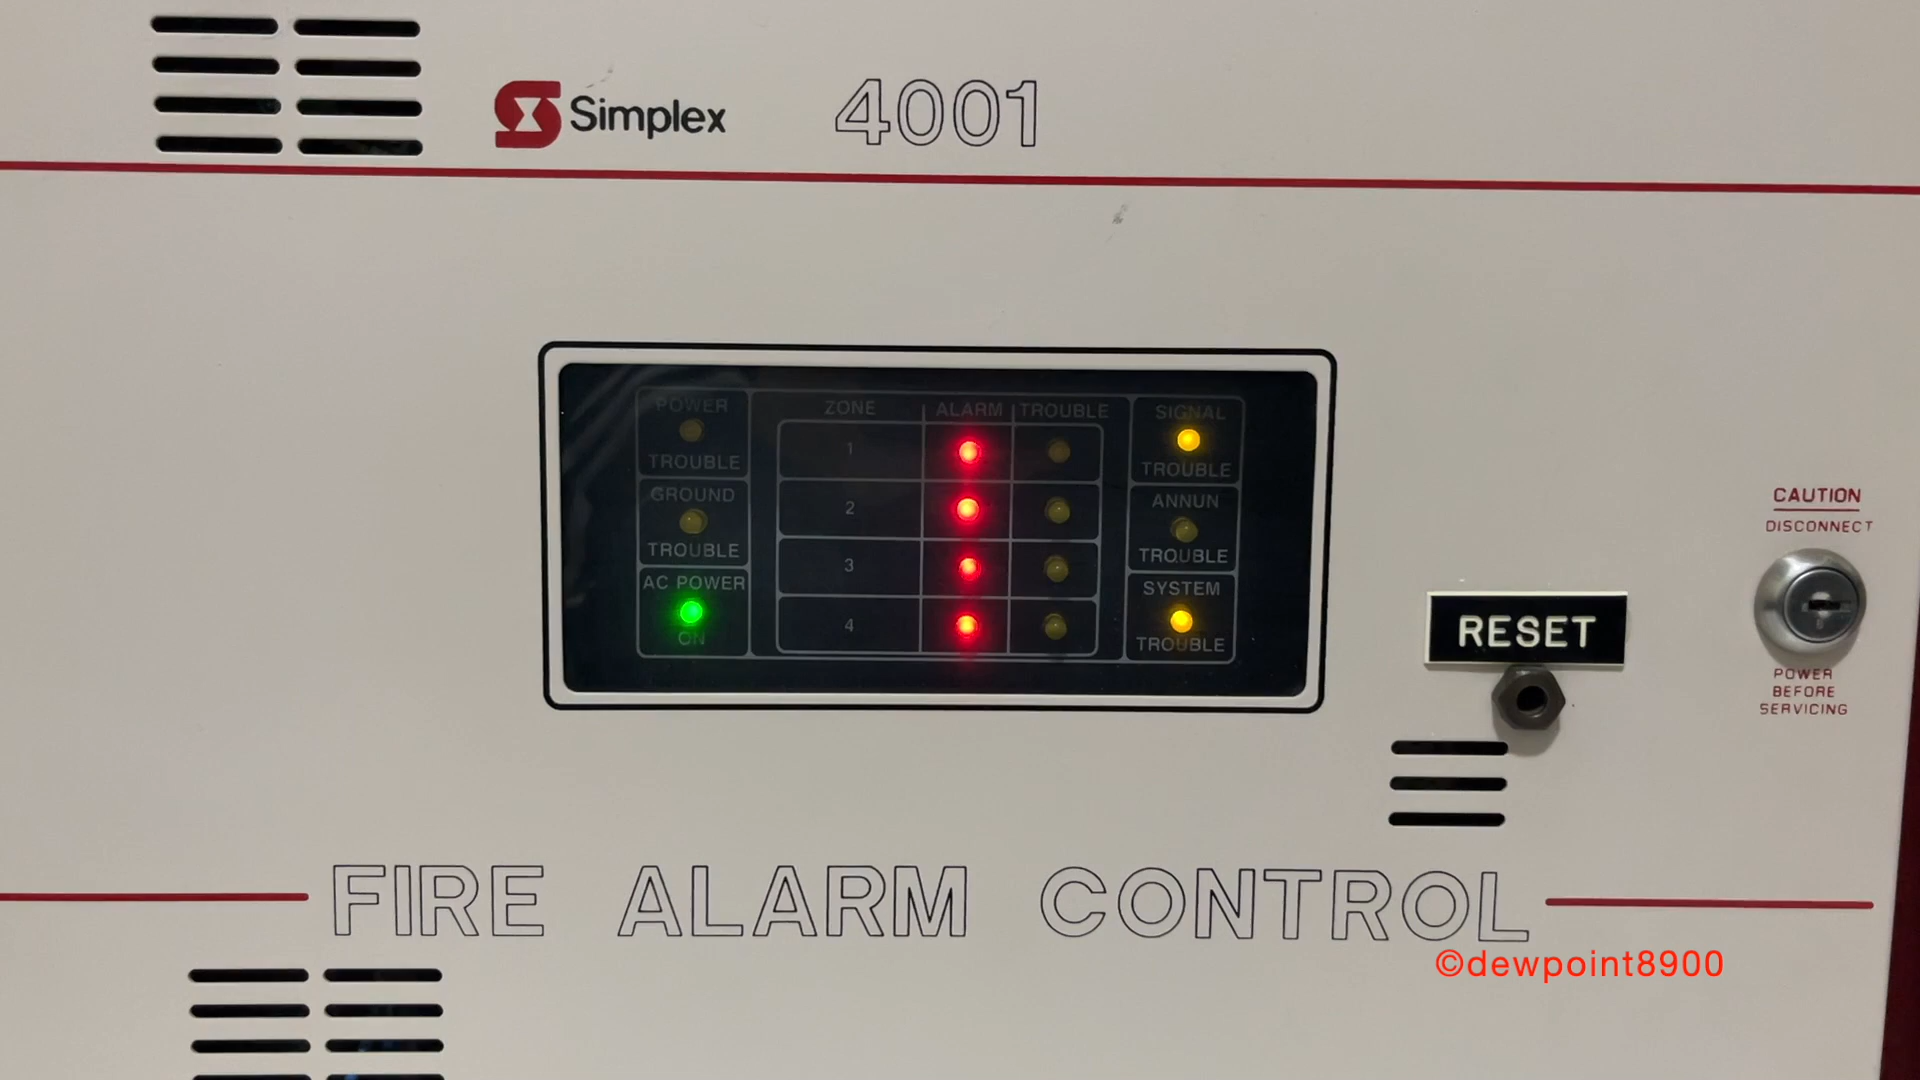 Simplex 4001
POWER
TROUBLE
GROUND
TROUBLE
AC POWER
ON
ZONE ALARM TROUBLE
1
2
3
4
SIGNAL
TROUBLE
ANNUN
TROUBLE
SYSTEM
TROUBLE
RESET
CAUTION
DISCONNECT
POWER
BEFORE
SERVICING
FIRE ALARM CONTROL
©dewpoint8900